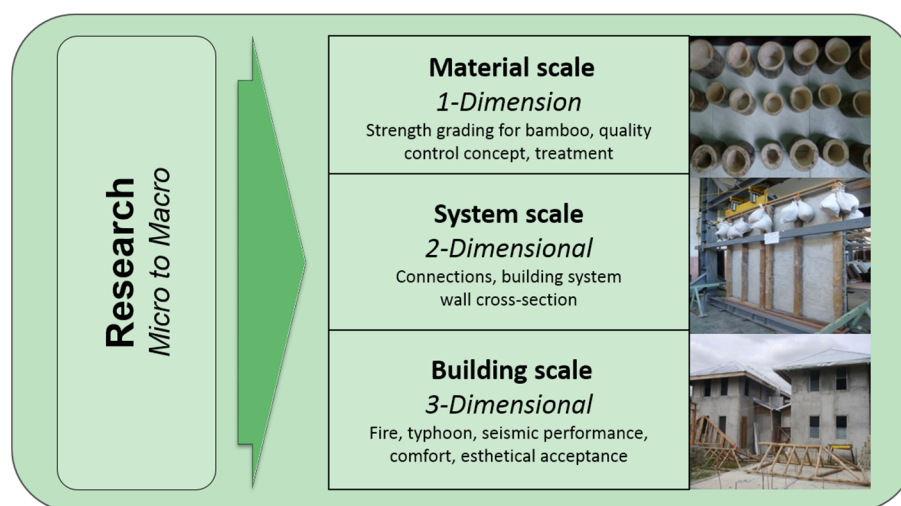 Research
Micro to Macro
Material scale
1-Dimension
Strength grading for bamboo, quality
control concept, treatment
System scale
2-Dimensional
Connections, building system
wall cross-section
Building scale
3-Dimensional
Fire, typhoon, seismic performance,
comfort, esthetical acceptance